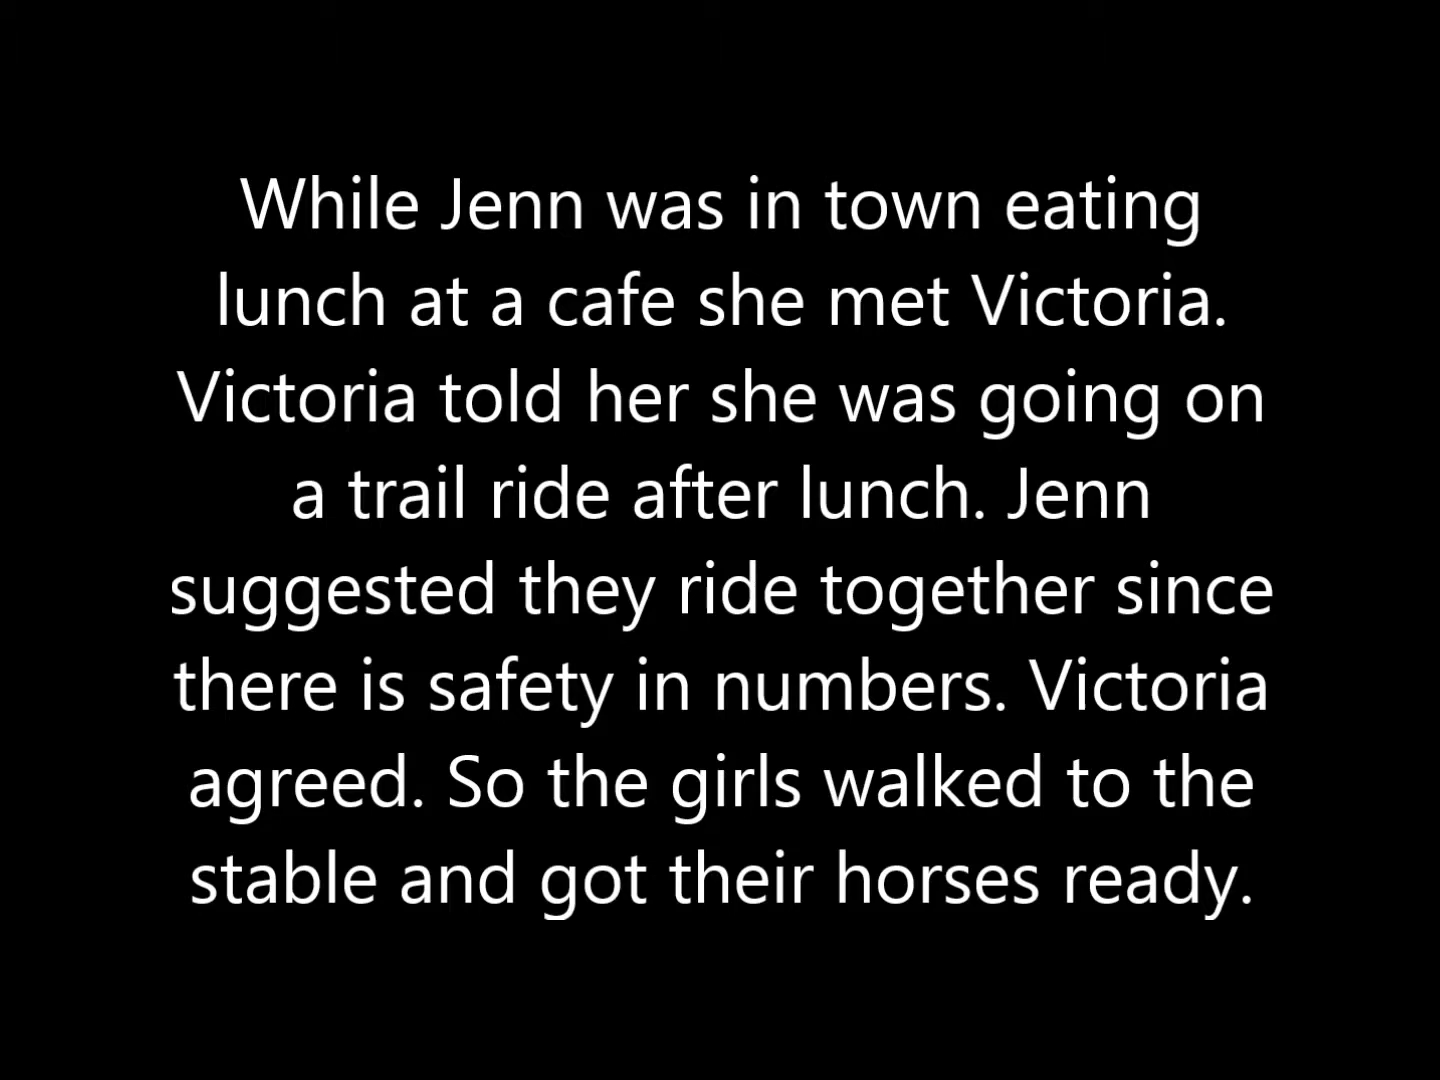 While Jenn was in town eating
lunch at a cafe she met Victoria.
Victoria told her she was going on
a trail ride after lunch. Jenn
suggested they ride together since
there is safety in numbers. Victoria
agreed. So the girls walked to the
stable and got their horses ready.